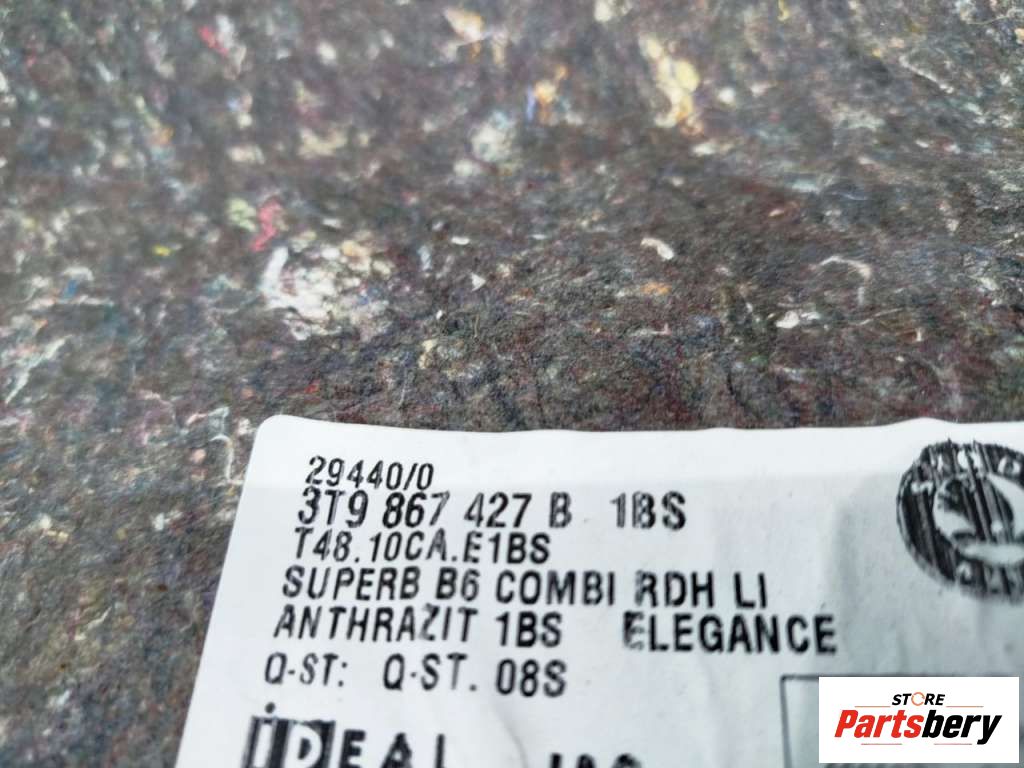 29440/0
3T9 867 427 B 1BS
T48.10CA.E1BS
SUPERB B6 COMBI RDH LI
ANTHRAZIT 1BS ELEGANCE
Q-ST: Q-ST. 08S
iDEAL
STORE
Partsbery